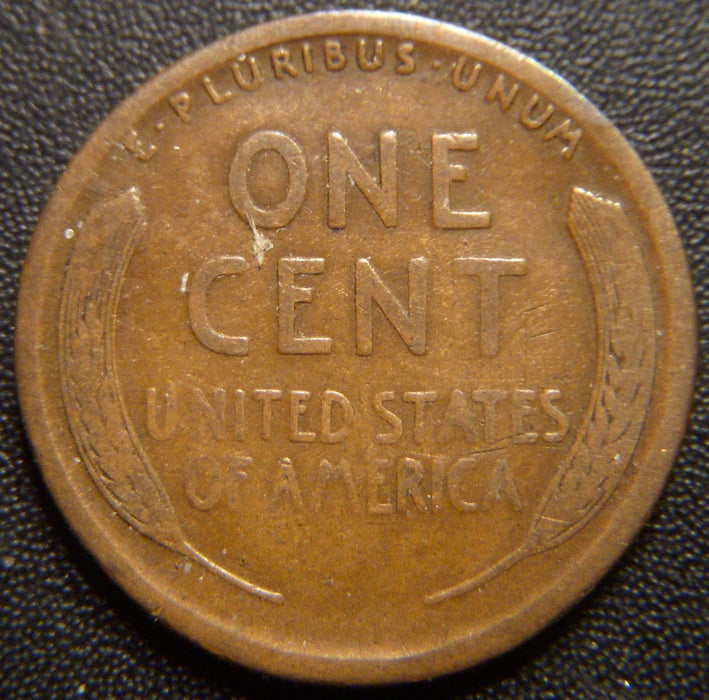 E · PLURIBUS · UNUM
ONE
CENT
UNITED STATES
OF AMERICA